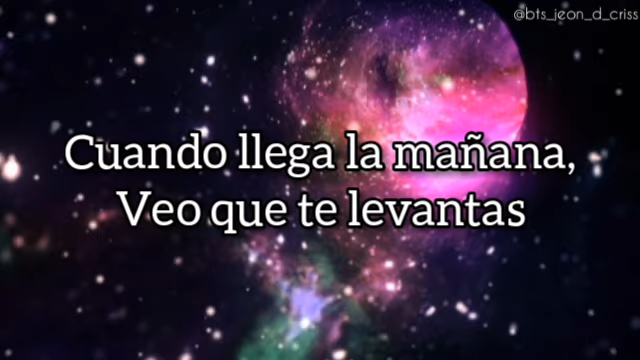 @bts_jeon_d_criss
Cuando llega la mañana,
Veo que te levantas